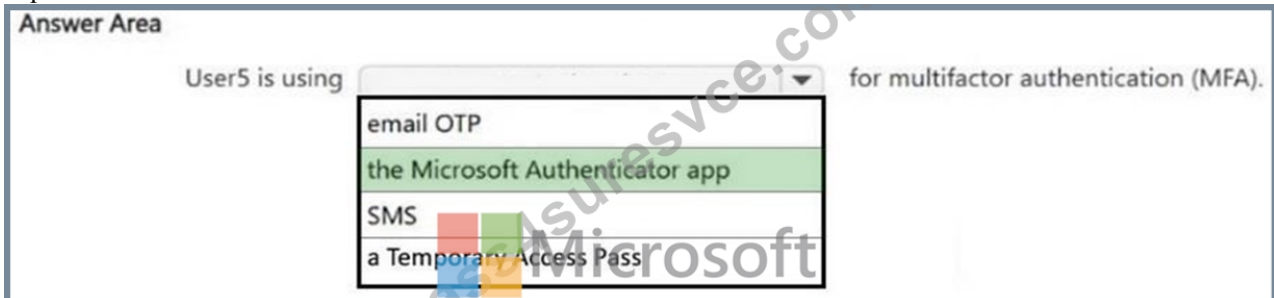 Answer Area
User5 is using for multifactor authentication (MFA).
email OTP
the Microsoft Authenticator app
SMS
a Temporary Access Pass
Microsoft